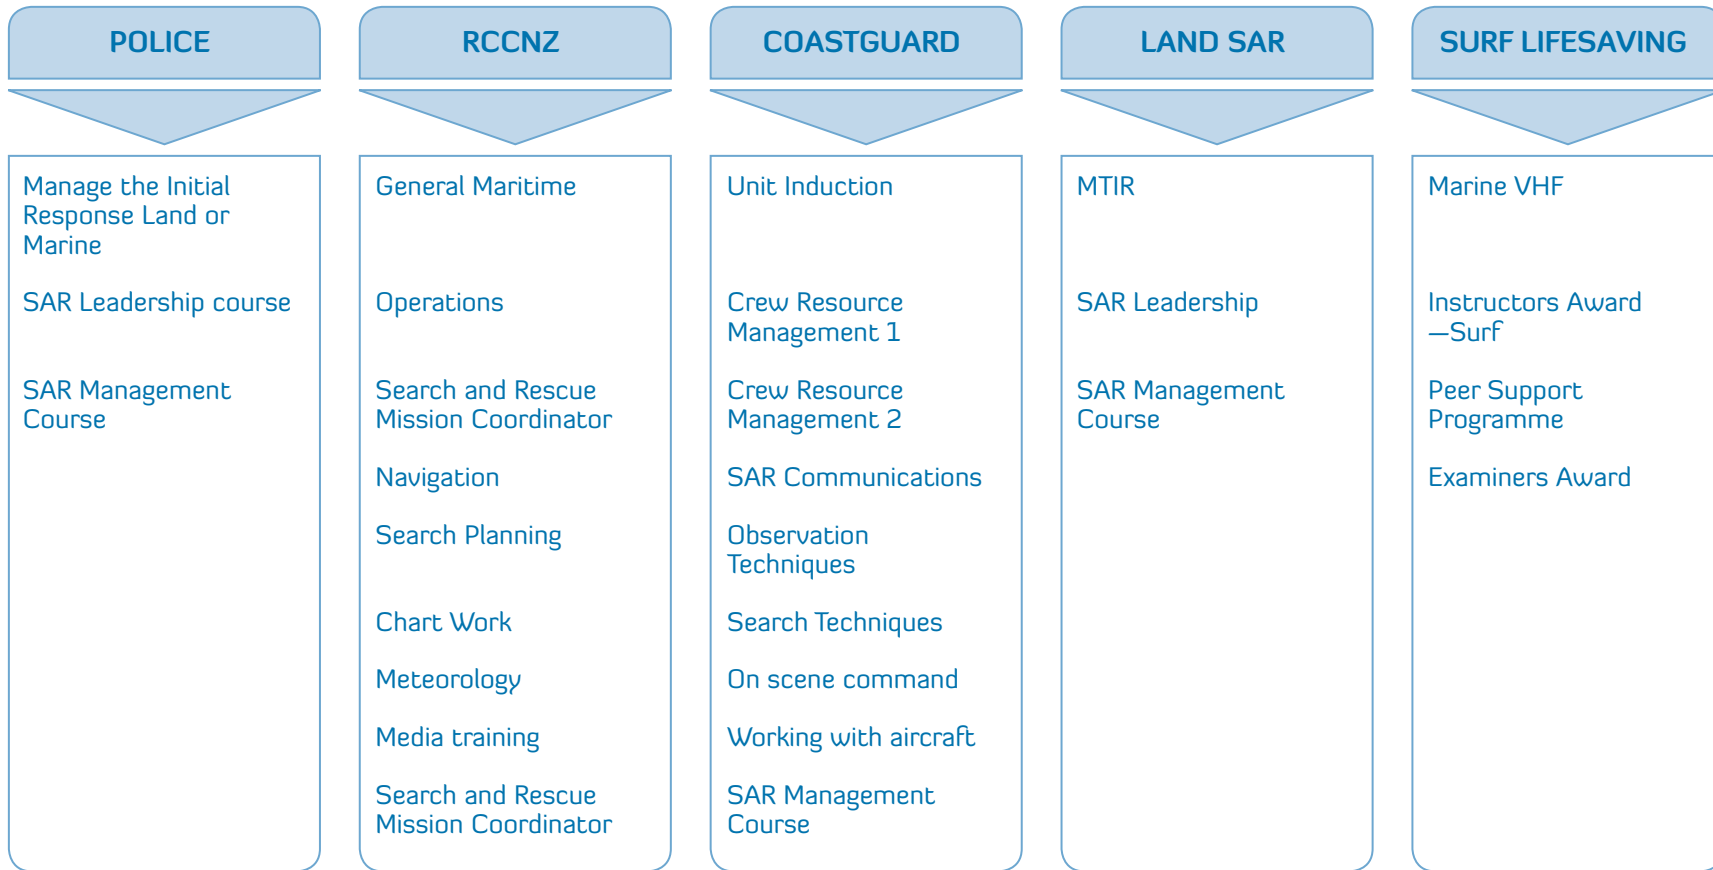 POLICE
Manage the Initial
Response Land or
Marine
SAR Leadership course
SAR Management
Course
RCCNZ
General Maritime
Operations
Search and Rescue
Mission Coordinator
Navigation
Search Planning
Chart Work
Meteorology
Media training
Search and Rescue
Mission Coordinator
COASTGUARD
Unit Induction
Crew Resource
Management 1
Crew Resource
Management 2
SAR Communications
Observation
Techniques
Search Techniques
On scene command
Working with aircraft
SAR Management
Course
LAND SAR
MTIR
SAR Leadership
SAR Management
Course
SURF LIFESAVING
Marine VHF
Instructors Award
—Surf
Peer Support
Programme
Examiners Award